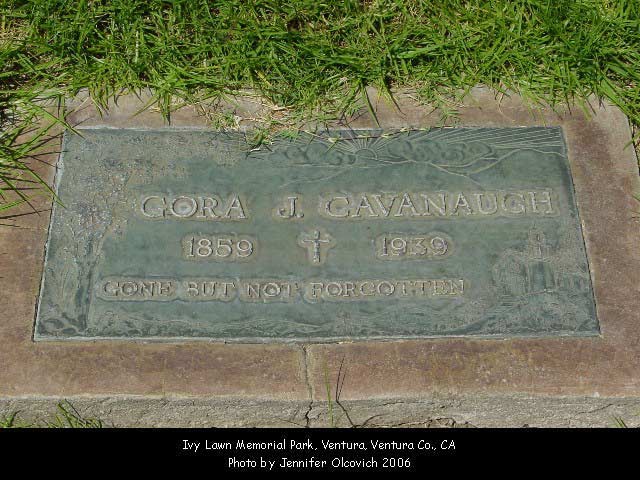 CORA J. CAVANAUGH
1859 1939
GONE BUT NOT FORGOTTEN
Ivy Lawn Memorial Park, Ventura, Ventura Co., CA
Photo by Jennifer Olcovich 2006